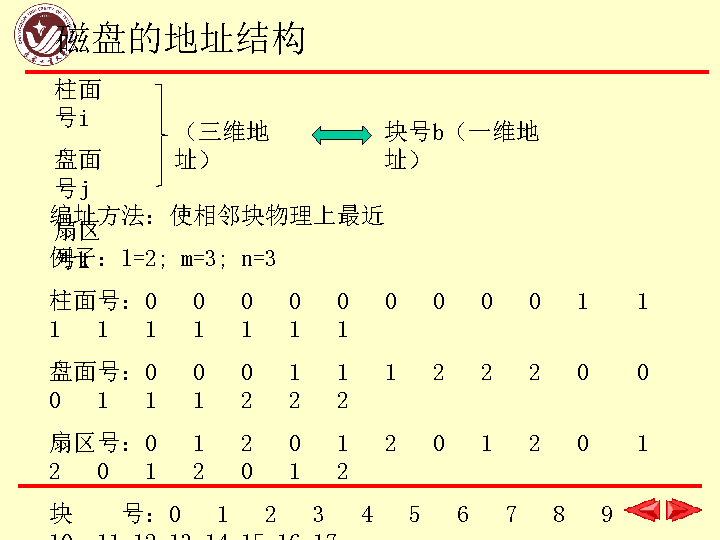 磁盘的地址结构
柱面
号i
盘面
号j
扇区
（三维地
址）
块号b（一维地
址）
编址方法：使相邻块物理上最近
例子：l=2; m=3; n=3
柱面号：0 0 0 0 0 0 0 0 0 1 1
1 1 1 1 1 1 1
盘面号：0 0 0 1 1 1 2 2 2 0 0
0 1 1 1 2 2 2
扇区号：0 1 2 0 1 2 0 1 2 0 1
2 0 1 2 0 1 2
块 号：0 1 2 3 4 5 6 7 8 9
10 11 12 13 14 15 16 17